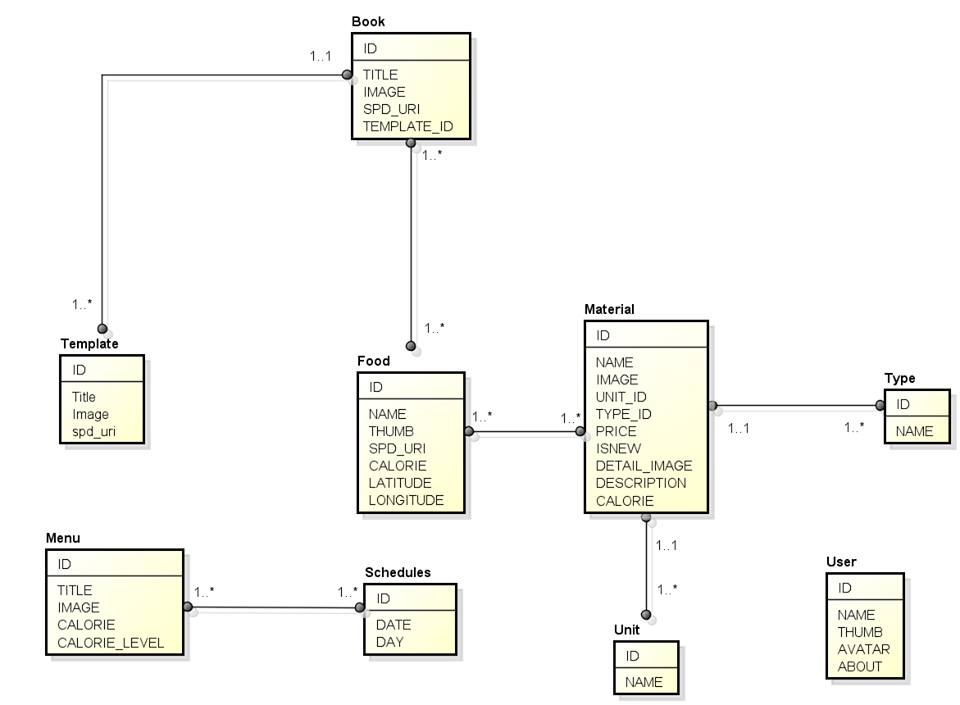 Book
ID
TITLE
IMAGE
SPD_URI
TEMPLATE_ID
1..1
1..*
1..*
Template
ID
Title
Image
spd_uri
1..*
Food
ID
NAME
THUMB
SPD_URI
CALORIE
LATITUDE
LONGITUDE
1..*
1..*
Material
ID
NAME
IMAGE
UNIT_ID
TYPE_ID
PRICE
ISNEW
DETAIL_IMAGE
DESCRIPTION
CALORIE
1..1
1..*
Type
ID
NAME
1..1
1..*
Unit
ID
NAME
Menu
ID
TITLE
IMAGE
CALORIE
CALORIE_LEVEL
1..*
1..*
Schedules
ID
DATE
DAY
User
ID
NAME
THUMB
AVATAR
ABOUT